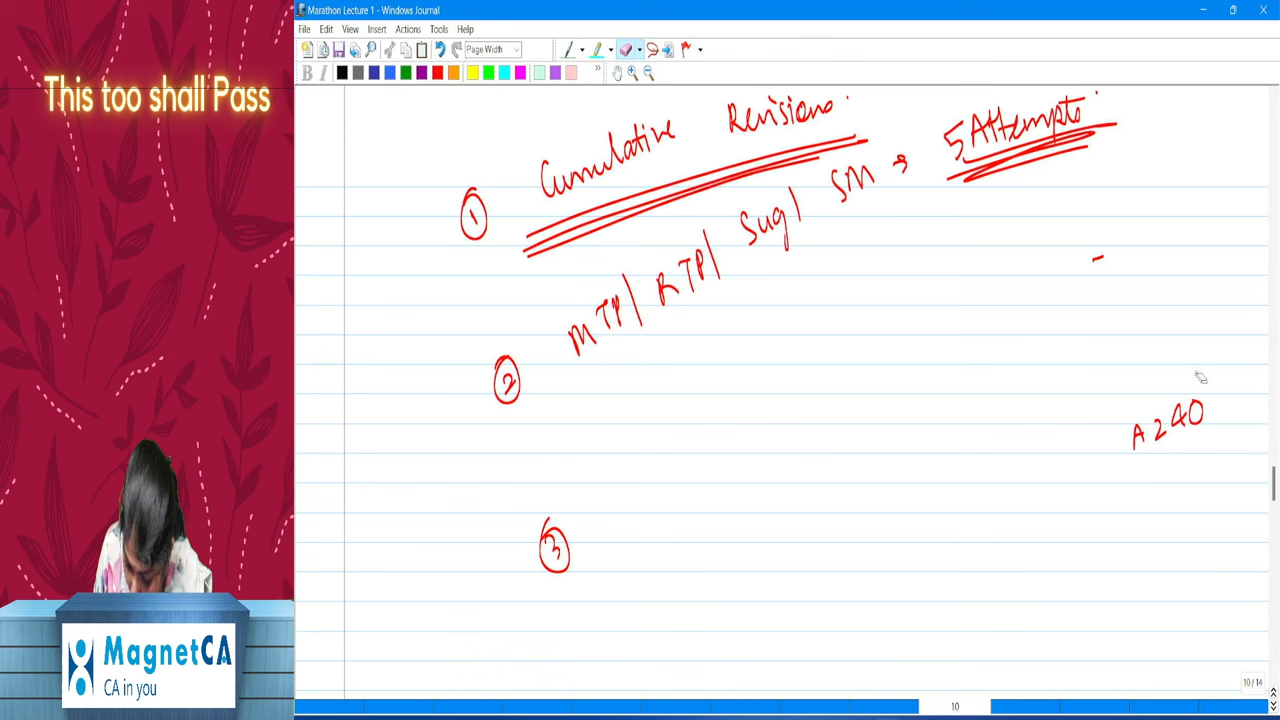 This too shall Pass
Marathon Lecture 1 - Windows Journal
File Edit View Insert Actions Tools Help
Page Width
B I
① Cumulative Revisions.
MTP/ RTP/ Sug/ SM → 5 Attempts
②
A240
③
MagnetCA
CA in you
10 / 14
10